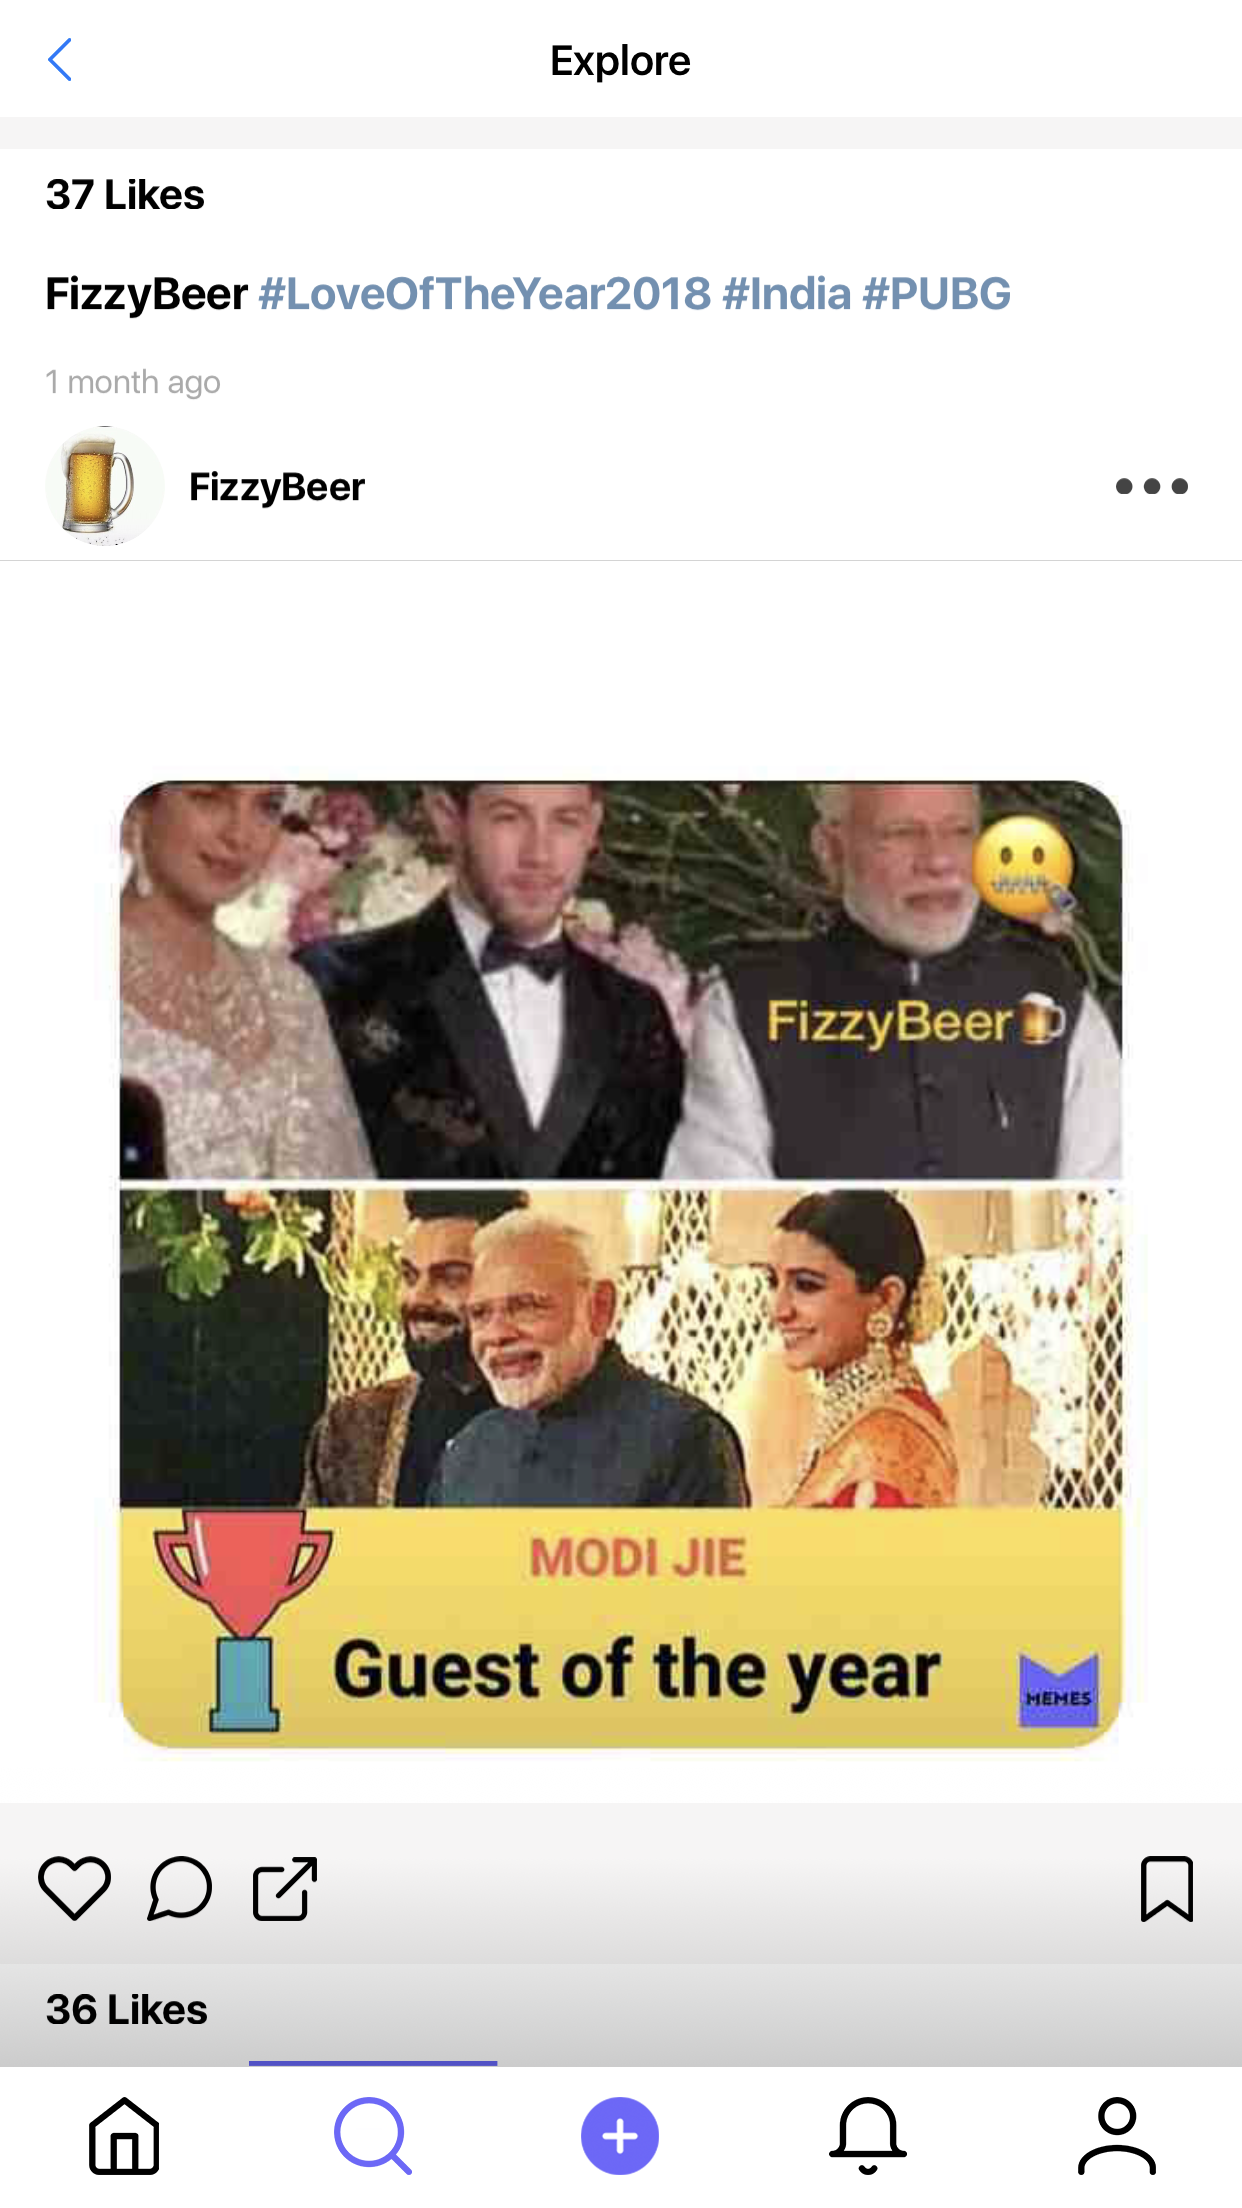 Explore
37 Likes
FizzyBeer #LoveOfTheYear2018 #India #PUBG
1 month ago
FizzyBeer
FizzyBeer
MODI JIE
Guest of the year
MEMES
36 Likes